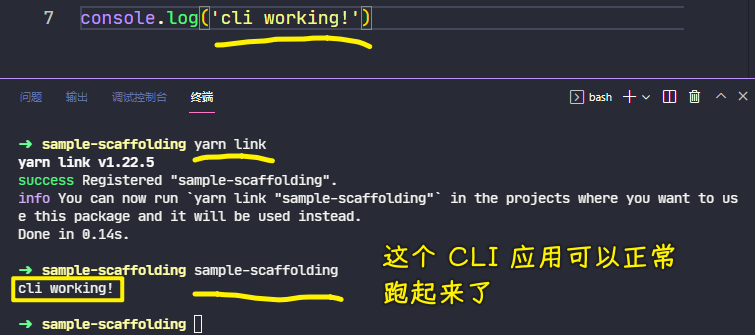 7 console.log('cli working!')
问题 输出 调试控制台 终端 bash
➜ sample-scaffolding yarn link
yarn link v1.22.5
success Registered "sample-scaffolding".
info You can now run `yarn link "sample-scaffolding"` in the projects where you want to us
e this package and it will be used instead.
Done in 0.14s.
➜ sample-scaffolding sample-scaffolding
cli working!
这个 CLI 应用可以正常
跑起来了
➜ sample-scaffolding